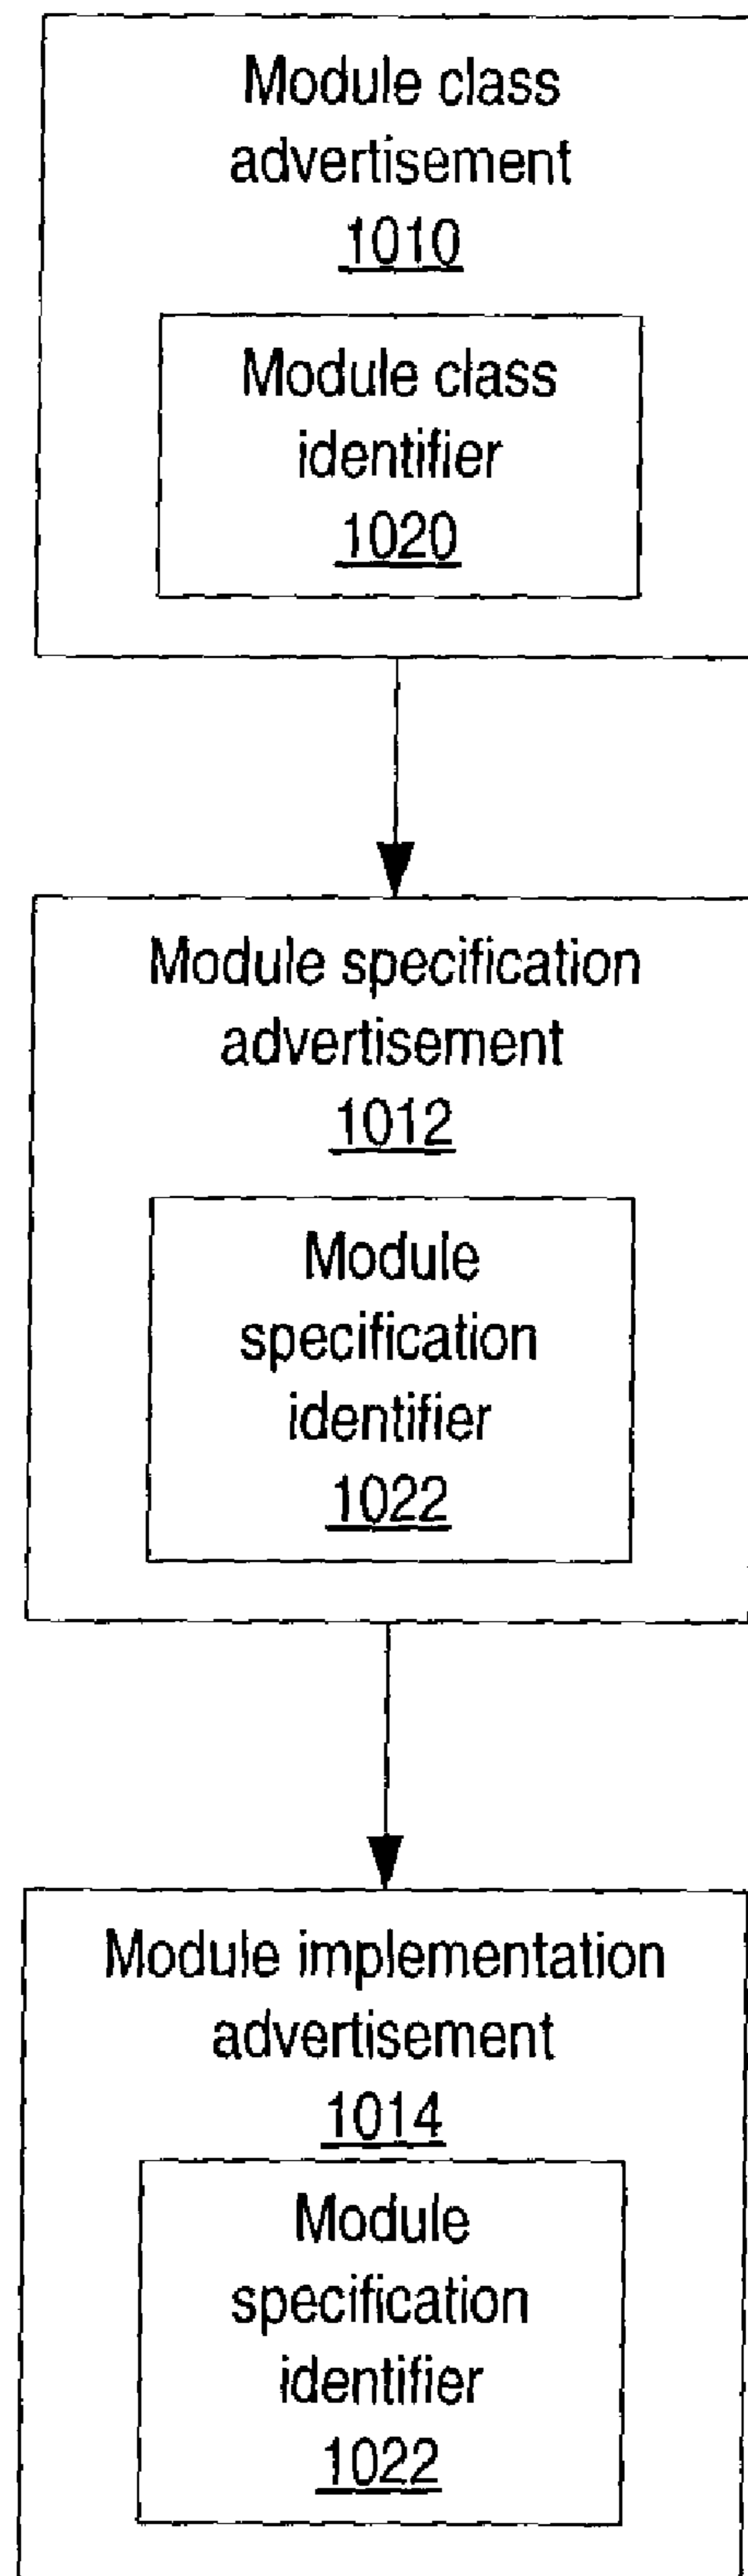 Module class
advertisement
1010
Module class
identifier
1020
Module specification
advertisement
1012
Module
specification
identifier
1022
Module implementation
advertisement
1014
Module
specification
identifier
1022